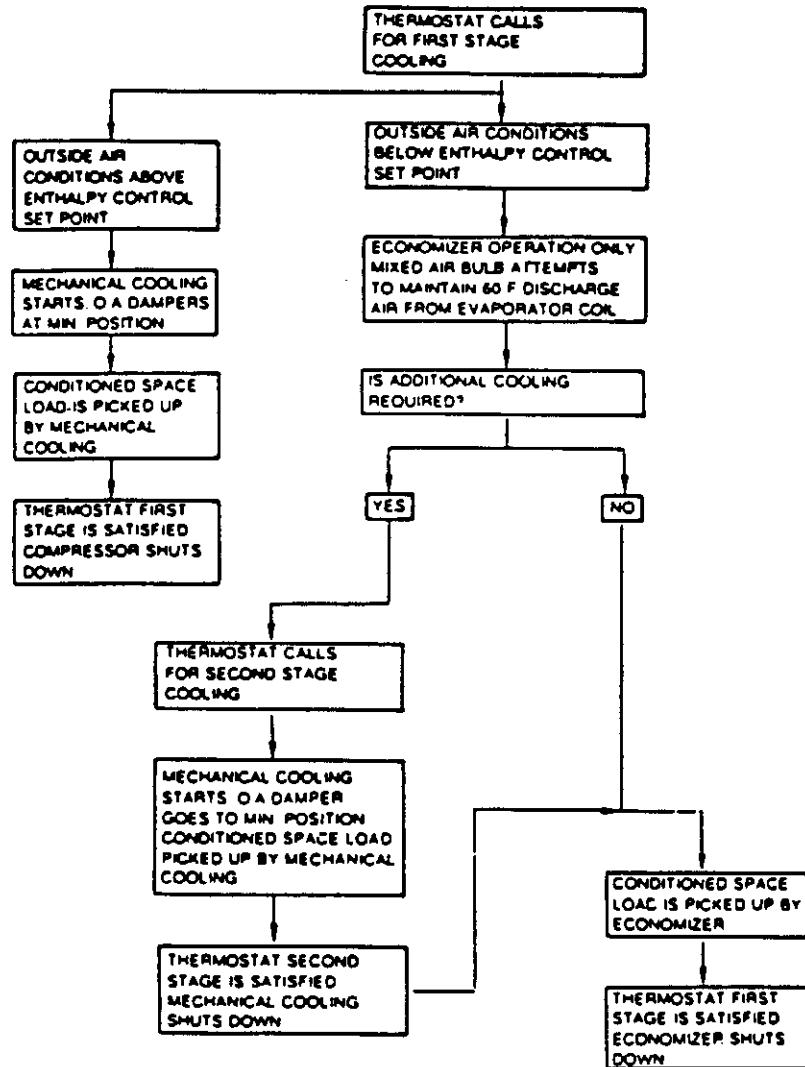 THERMOSTAT CALLS
FOR FIRST STAGE
COOLING
OUTSIDE AIR
CONDITIONS ABOVE
ENTHALPY CONTROL
SET POINT
OUTSIDE AIR CONDITIONS
BELOW ENTHALPY CONTROL
SET POINT
MECHANICAL COOLING
STARTS. O A DAMPERS
AT MIN. POSITION
ECONOMIZER OPERATION ONLY
MIXED AIR BULB ATTEMPTS
TO MAINTAIN 60 F DISCHARGE
AIR FROM EVAPORATOR COIL
CONDITIONED SPACE
LOAD IS PICKED UP
BY MECHANICAL
COOLING
IS ADDITIONAL COOLING
REQUIRED?
THERMOSTAT FIRST
STAGE IS SATISFIED
COMPRESSOR SHUTS
DOWN
YES
NO
THERMOSTAT CALLS
FOR SECOND STAGE
COOLING
MECHANICAL COOLING
STARTS O A DAMPER
GOES TO MIN. POSITION
CONDITIONED SPACE LOAD
PICKED UP BY MECHANICAL
COOLING
THERMOSTAT SECOND
STAGE IS SATISFIED
MECHANICAL COOLING
SHUTS DOWN
CONDITIONED SPACE
LOAD IS PICKED UP BY
ECONOMIZER
THERMOSTAT FIRST
STAGE IS SATISFIED
ECONOMIZER SHUTS
DOWN